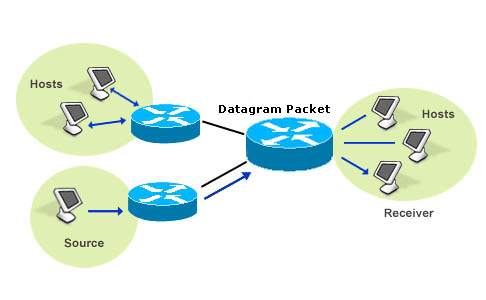 Hosts
Datagram Packet
Hosts
Receiver
Source